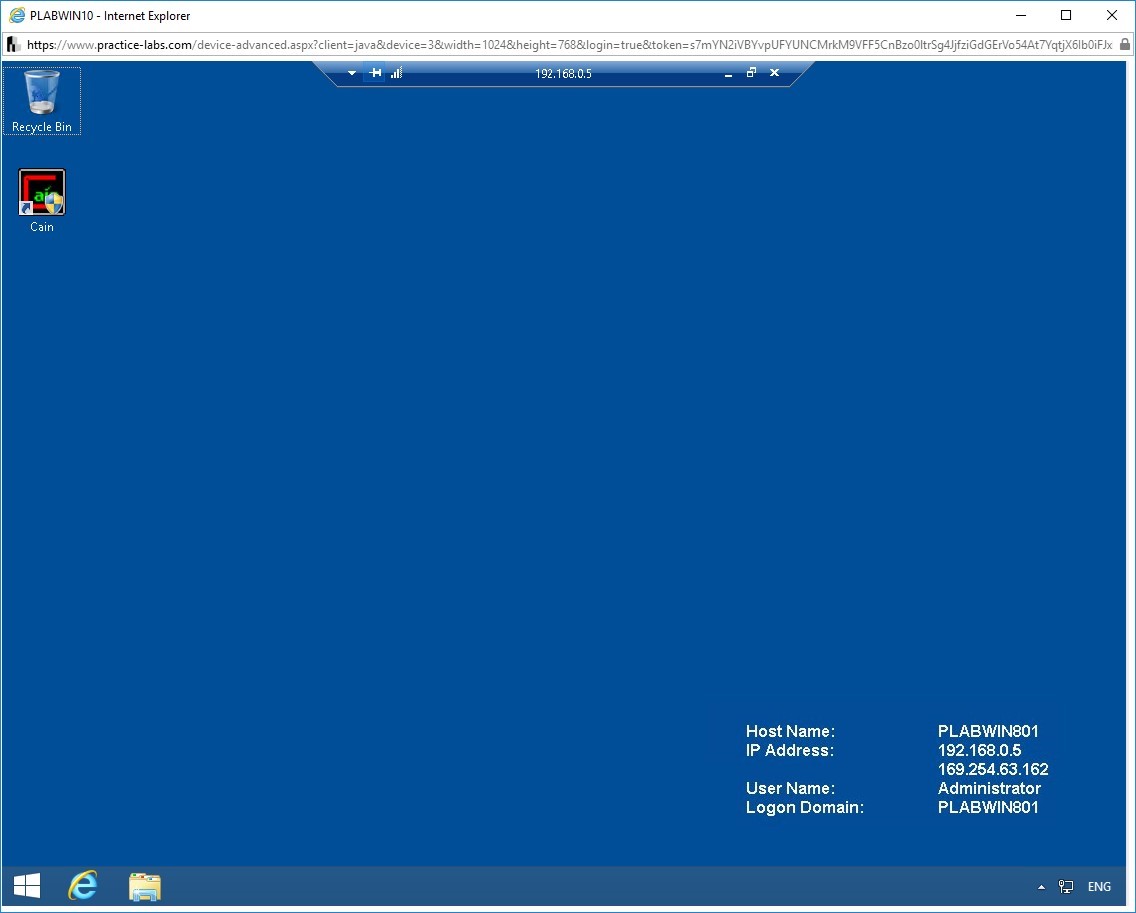 PLABWIN10 - Internet Explorer
https://www.practice-labs.com/device-advanced.aspx?client=java&device=3&width=1024&height=768&login=true&token=s7mYN2iVBYvpUFYUNCMrkM9VFF5CnBzo0ltrSg4JjfziGdGErVo54At7YqtjX6lb0iFJx
192.168.0.5
Recycle Bin
Cain
Host Name: PLABWIN801
IP Address: 192.168.0.5
169.254.63.162
User Name: Administrator
Logon Domain: PLABWIN801
ENG